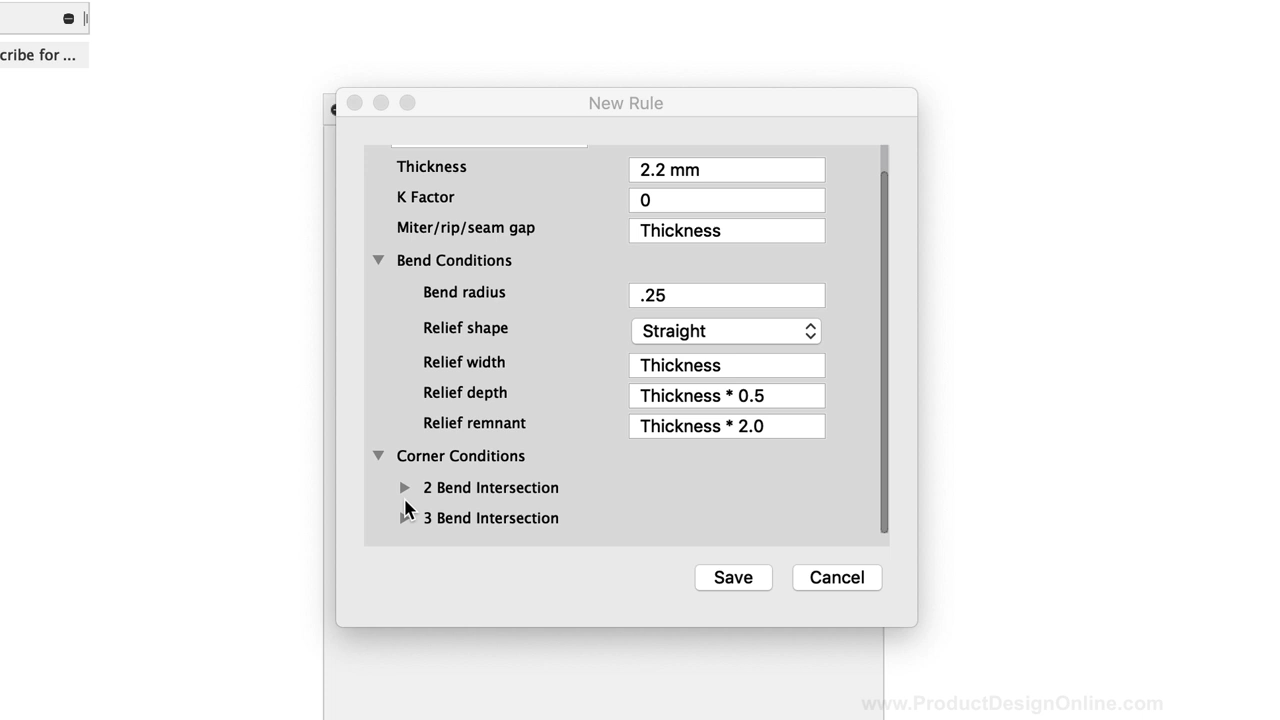 cribe for ...
New Rule
Thickness 2.2 mm
K Factor 0
Miter/rip/seam gap Thickness
Bend Conditions
Bend radius .25
Relief shape Straight
Relief width Thickness
Relief depth Thickness * 0.5
Relief remnant Thickness * 2.0
Corner Conditions
2 Bend Intersection
3 Bend Intersection
Save Cancel
www.ProductDesignOnline.com